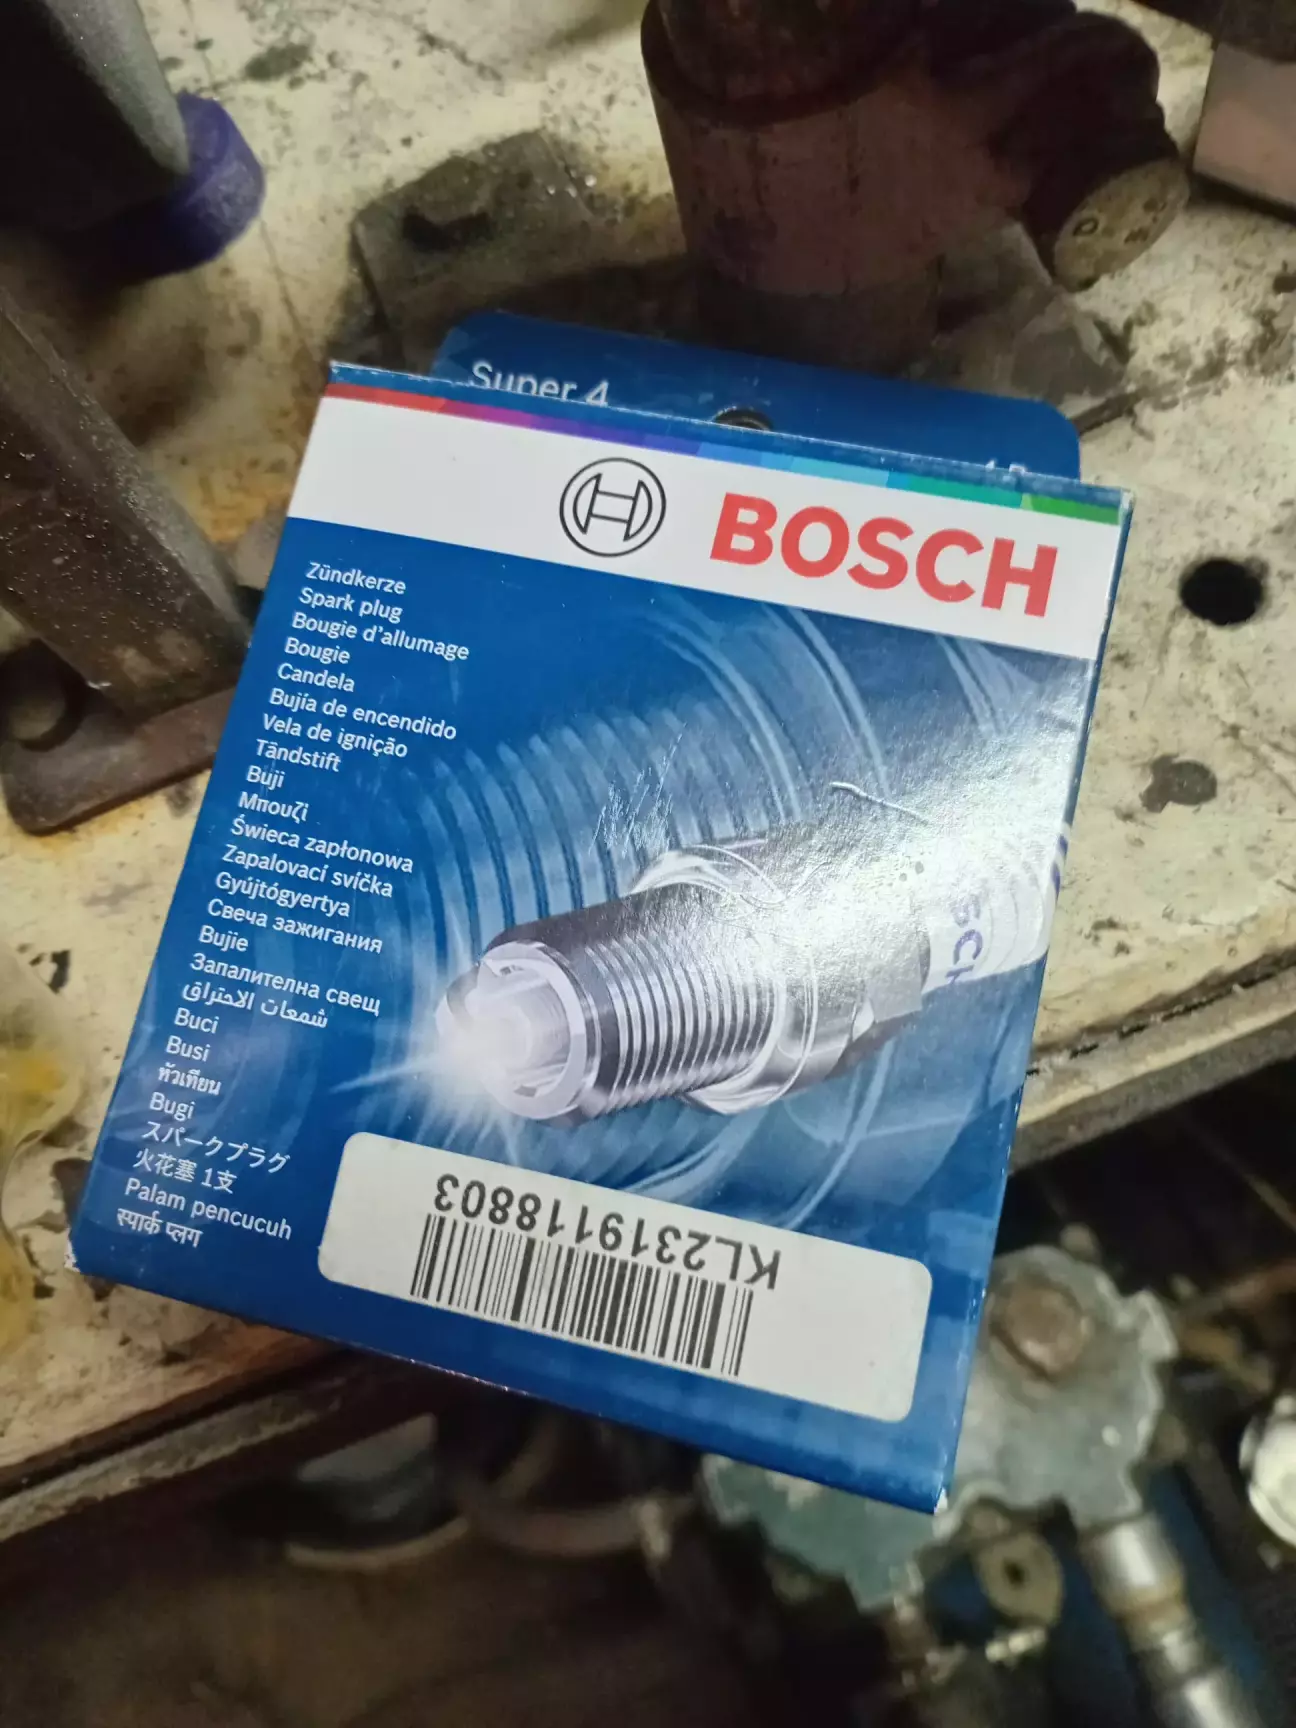 Super 4
BOSCH
Zündkerze
Spark plug
Bougie d'allumage
Bougie
Candela
Bujía de encendido
Vela de ignição
Tändstift
Buji
Μπουζί
Świeca zapłonowa
Zapalovací svíčka
Gyújtógyertya
Свеча зажигания
Bujie
Запалителна свещ
شمعات الاحتراق
Buci
Busi
หัวเทียน
Bugi
スパークプラグ
火花塞 1支
Palam pencucuh
स्पार्क प्लग
KL2319118803